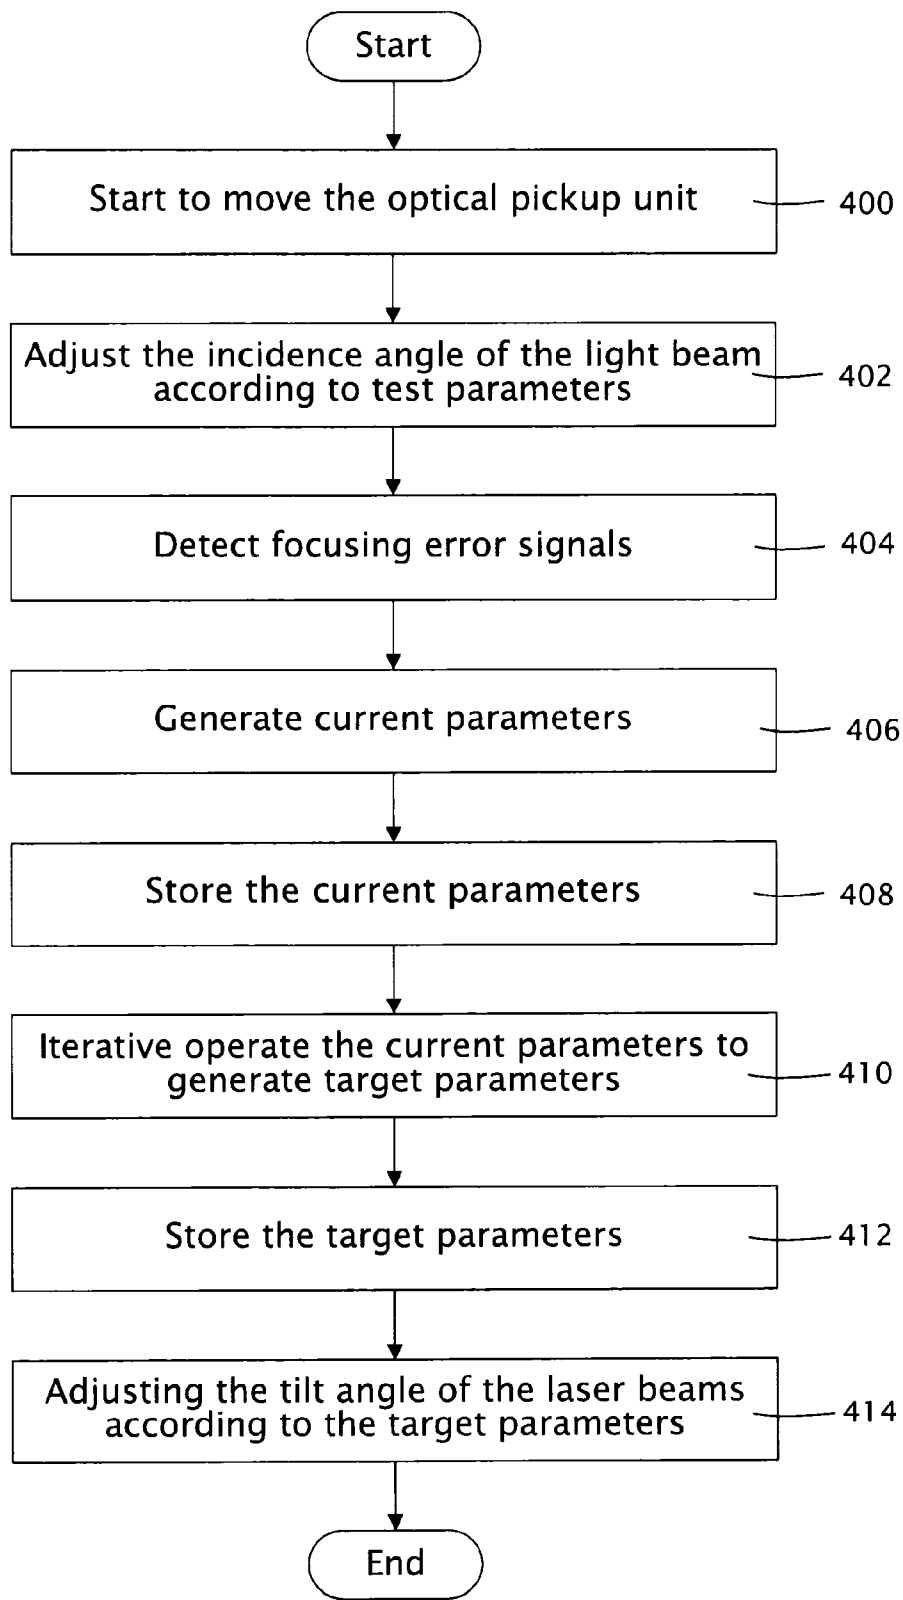 Start
Start to move the optical pickup unit
400
Adjust the incidence angle of the light beam
according to test parameters
402
Detect focusing error signals
404
Generate current parameters
406
Store the current parameters
408
Iterative operate the current parameters to
generate target parameters
410
Store the target parameters
412
Adjusting the tilt angle of the laser beams
according to the target parameters
414
End